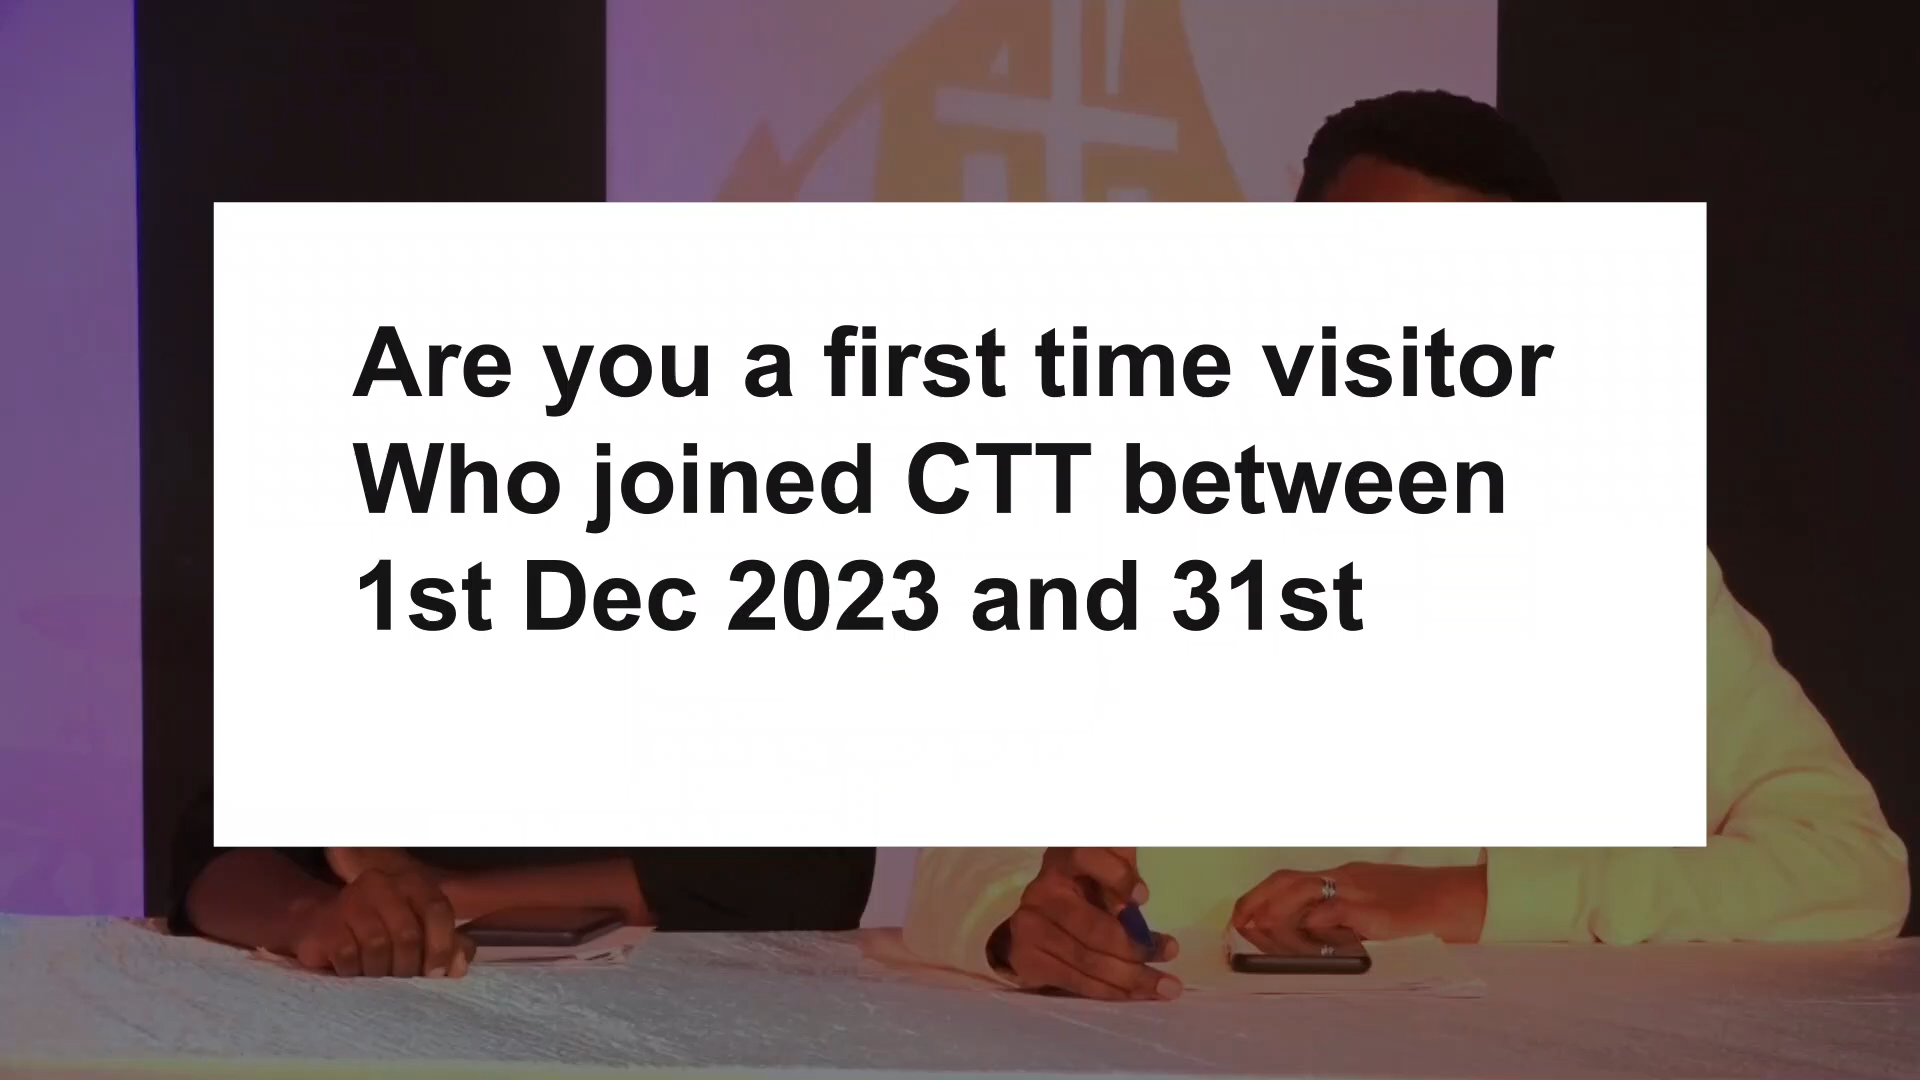 Are you a first time visitor
Who joined CTT between
1st Dec 2023 and 31st